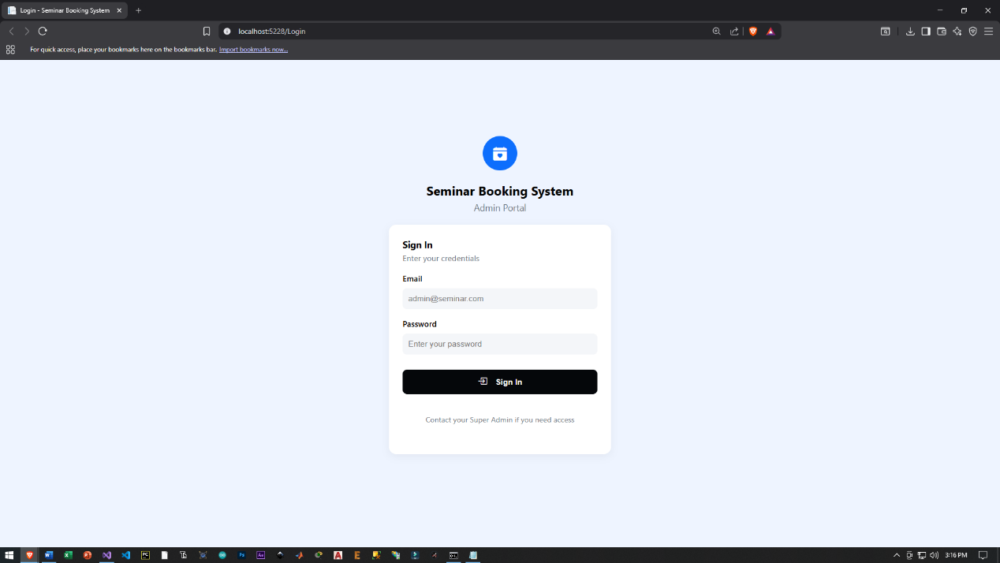 Login - Seminar Booking System
localhost:5228/Login
For quick access, place your bookmarks here on the bookmarks bar. Import bookmarks now...
Seminar Booking System
Admin Portal
Sign In
Enter your credentials
Email
admin@seminar.com
Password
Enter your password
Sign In
Contact your Super Admin if you need access
3:16 PM